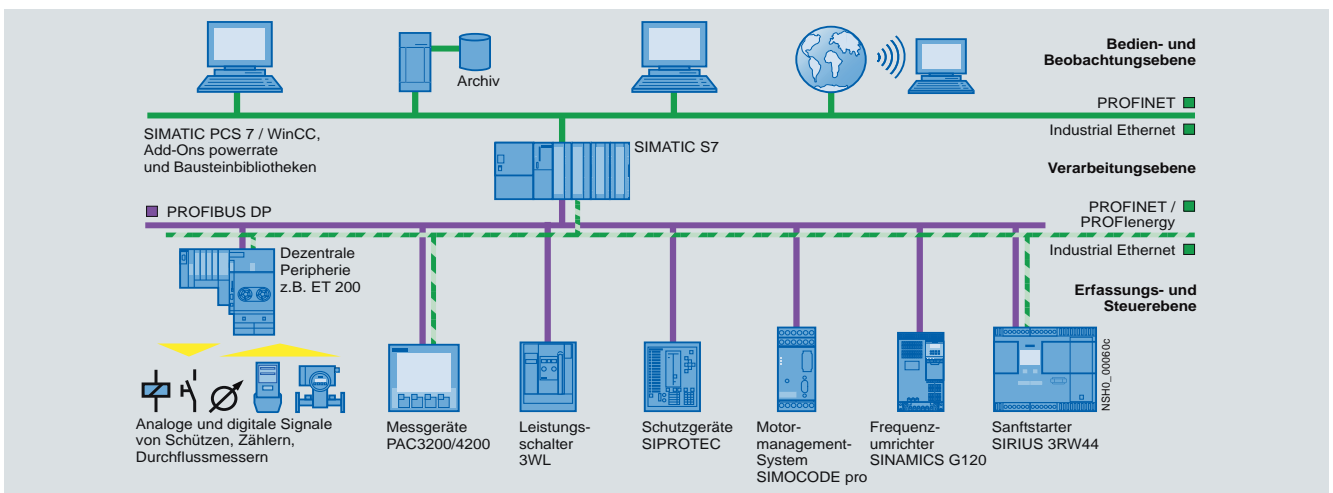 Archiv
Bedien- und
Beobachtungsebene
PROFINET
SIMATIC PCS 7 / WinCC,
Add-Ons powerrate
und Bausteinbibliotheken
SIMATIC S7
Industrial Ethernet
Verarbeitungsebene
PROFIBUS DP
PROFINET /
PROFIenergy
Dezentrale
Peripherie
z.B. ET 200
Industrial Ethernet
Erfassungs- und
Steuerebene
NSH0_00060c
Analoge und digitale Signale
von Schützen, Zählern,
Durchflussmessern
Messgeräte
PAC3200/4200
Leistungs-
schalter
3WL
Schutzgeräte
SIPROTEC
Motor-
management-
System
SIMOCODE pro
Frequenz-
umrichter
SINAMICS G120
Sanftstarter
SIRIUS 3RW44